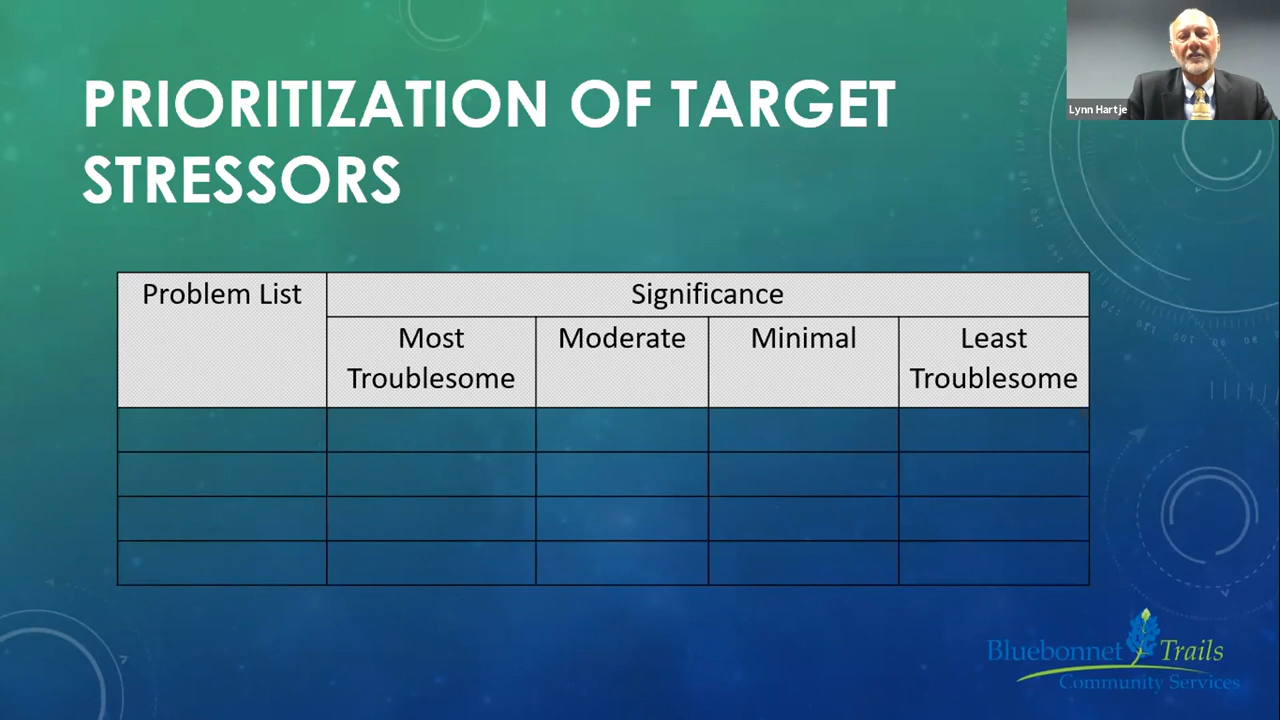 PRIORITIZATION OF TARGET
STRESSORS
Lynn Hartje
Problem List
Significance
Most
Troublesome
Moderate
Minimal
Least
Troublesome
Bluebonnet Trails
Community Services